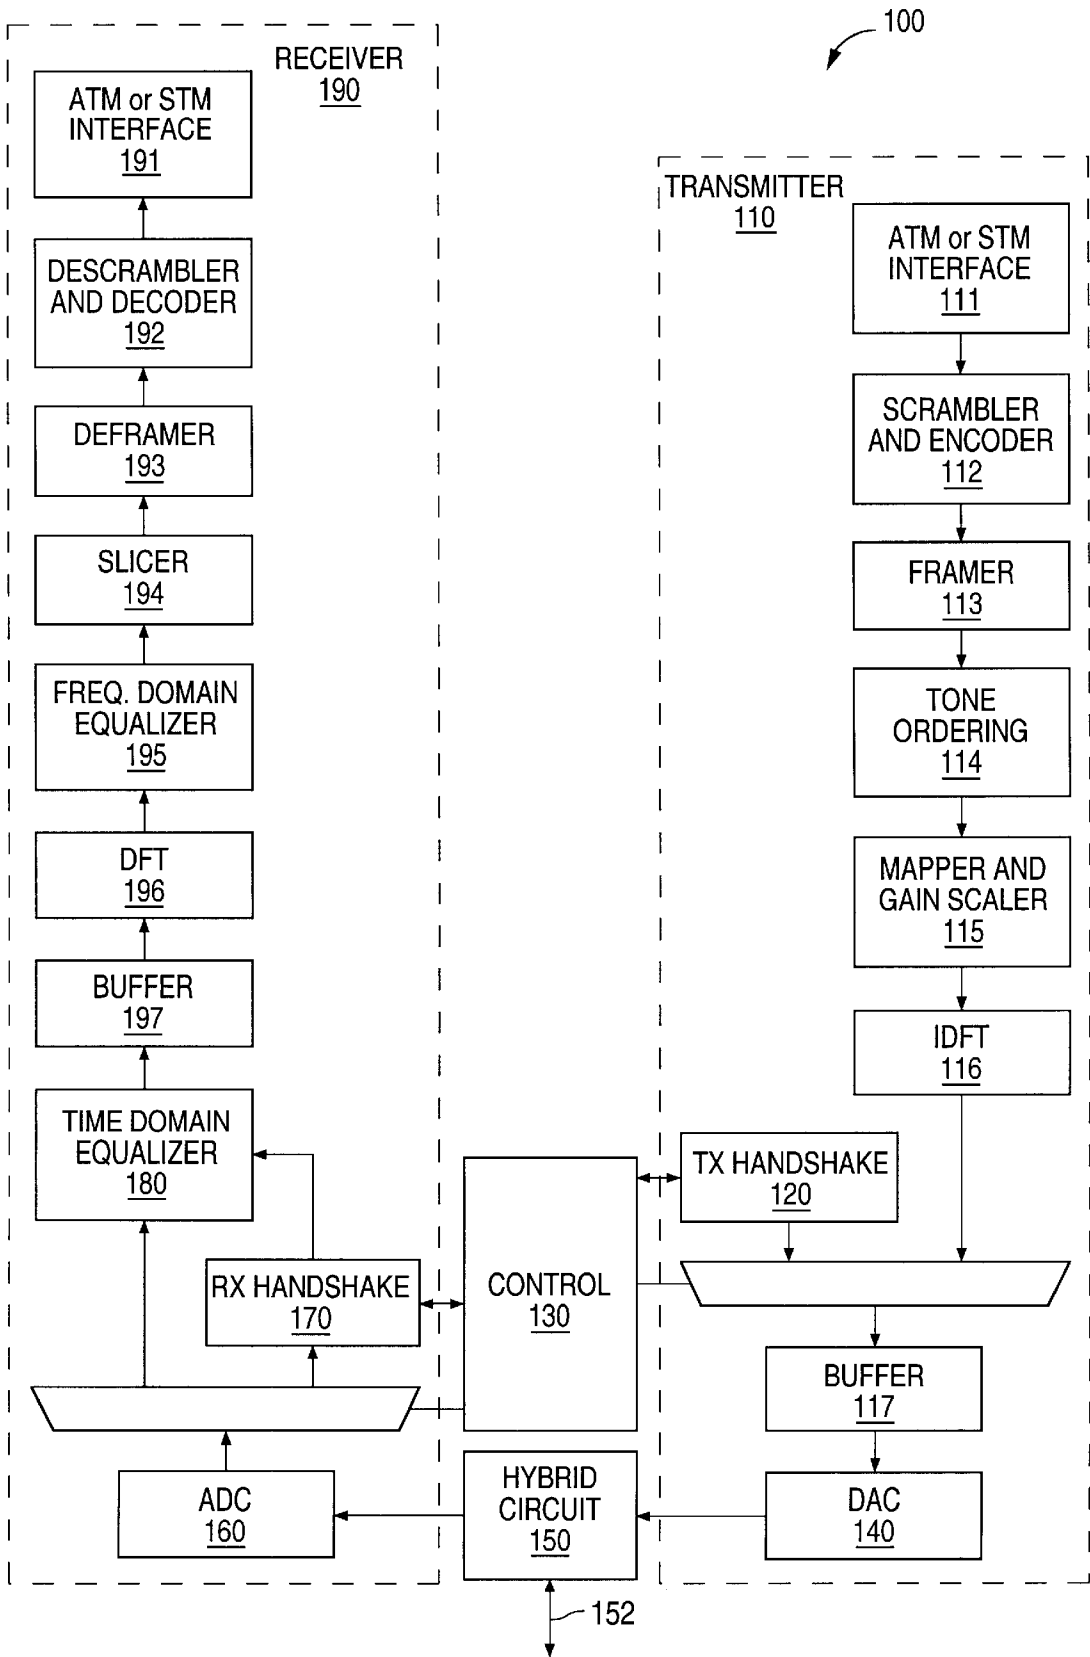 100
RECEIVER
190
ATM or STM
INTERFACE
191
DESCRAMBLER
AND DECODER
192
DEFRAMER
193
SLICER
194
FREQ. DOMAIN
EQUALIZER
195
DFT
196
BUFFER
197
TIME DOMAIN
EQUALIZER
180
RX HANDSHAKE
170
ADC
160
CONTROL
130
HYBRID
CIRCUIT
150
152
TRANSMITTER
110
ATM or STM
INTERFACE
111
SCRAMBLER
AND ENCODER
112
FRAMER
113
TONE
ORDERING
114
MAPPER AND
GAIN SCALER
115
IDFT
116
TX HANDSHAKE
120
BUFFER
117
DAC
140